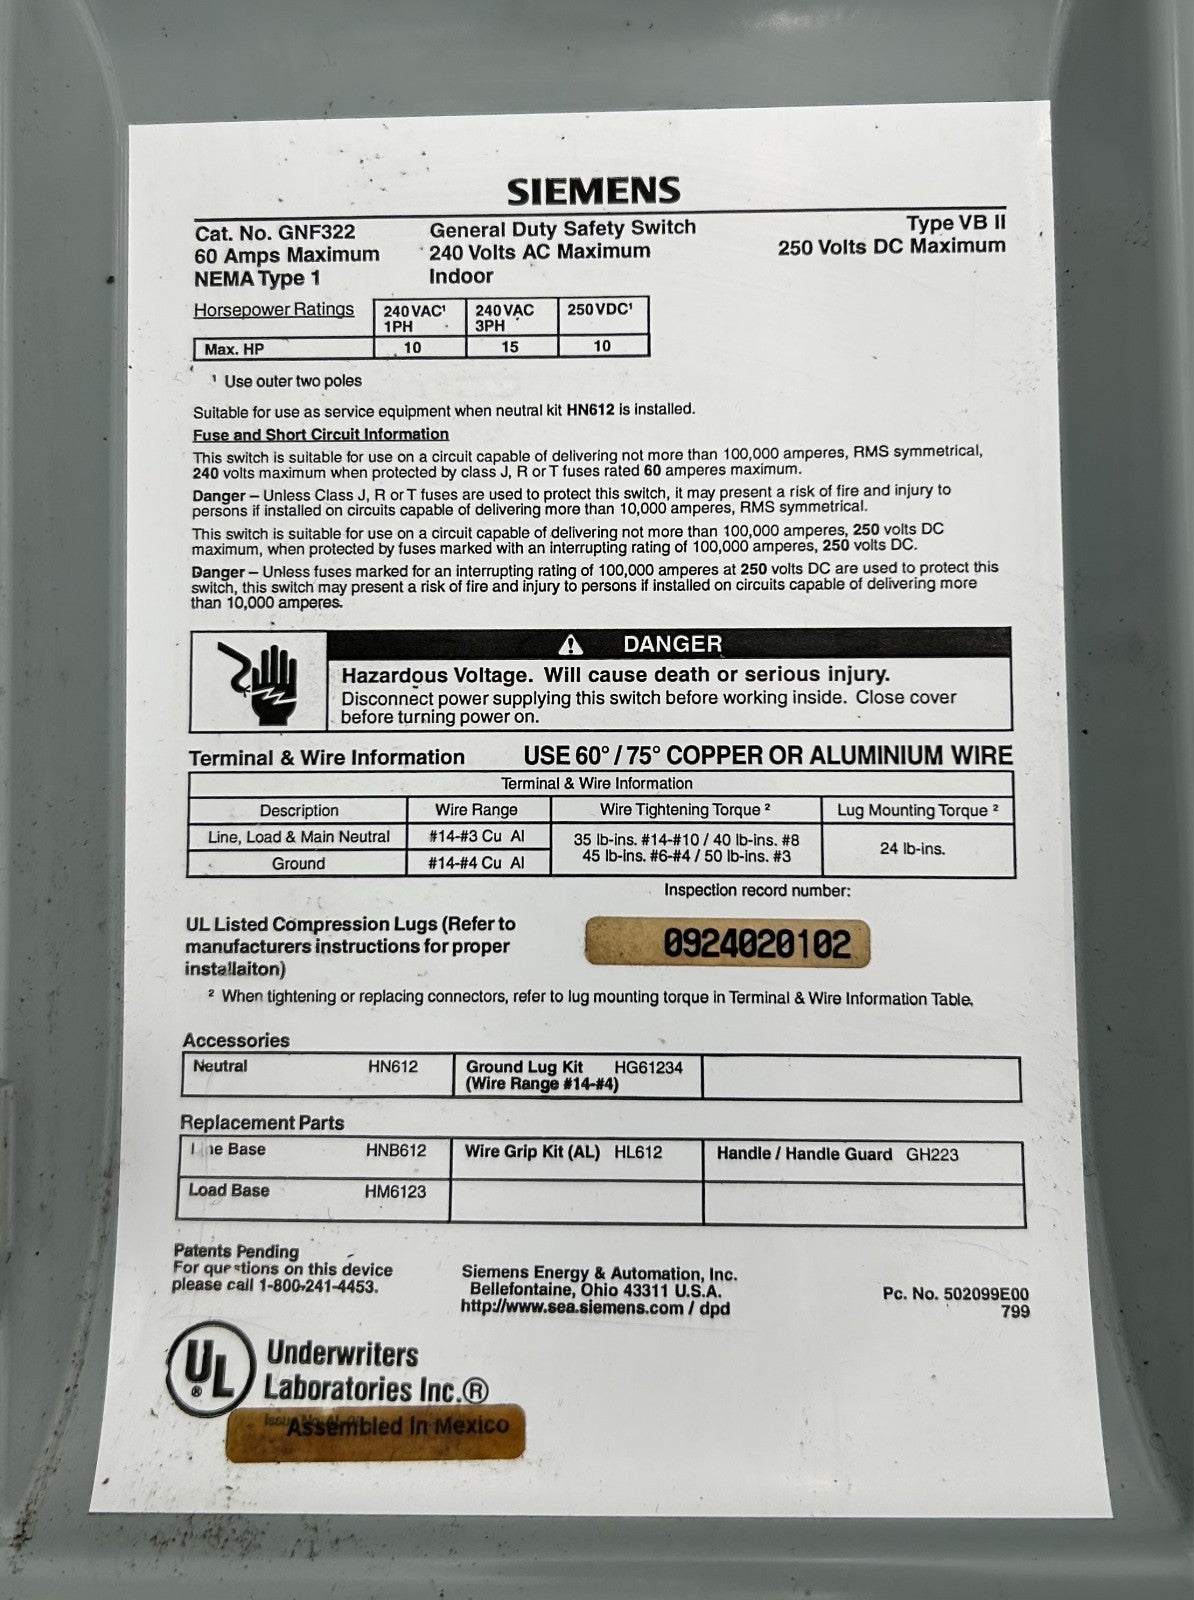 SIEMENS
Cat. No. GNF322 General Duty Safety Switch Type VB II
60 Amps Maximum 240 Volts AC Maximum 250 Volts DC Maximum
NEMA Type 1 Indoor
Horsepower Ratings 240 VAC¹ 1PH 240 VAC 3PH 250 VDC¹
Max. HP 10 15 10
¹ Use outer two poles
Suitable for use as service equipment when neutral kit HN612 is installed.
Fuse and Short Circuit Information
This switch is suitable for use on a circuit capable of delivering not more than 100,000 amperes, RMS symmetrical,
240 volts maximum when protected by class J, R or T fuses rated 60 amperes maximum.
Danger – Unless Class J, R or T fuses are used to protect this switch, it may present a risk of fire and injury to
persons if installed on circuits capable of delivering more than 10,000 amperes, RMS symmetrical.
This switch is suitable for use on a circuit capable of delivering not more than 100,000 amperes, 250 volts DC
maximum, when protected by fuses marked with an interrupting rating of 100,000 amperes, 250 volts DC.
Danger – Unless fuses marked for an interrupting rating of 100,000 amperes at 250 volts DC are used to protect this
switch, this switch may present a risk of fire and injury to persons if installed on circuits capable of delivering more
than 10,000 amperes.
DANGER
Hazardous Voltage. Will cause death or serious injury.
Disconnect power supplying this switch before working inside. Close cover
before turning power on.
Terminal & Wire Information USE 60° / 75° COPPER OR ALUMINIUM WIRE
Terminal & Wire Information
Description Wire Range Wire Tightening Torque ² Lug Mounting Torque ²
Line, Load & Main Neutral #14-#3 Cu Al 35 lb-ins. #14-#10 / 40 lb-ins. #8
45 lb-ins. #6-#4 / 50 lb-ins. #3 24 lb-ins.
Ground #14-#4 Cu Al
Inspection record number:
UL Listed Compression Lugs (Refer to
manufacturers instructions for proper
installaiton)
0924020102
² When tightening or replacing connectors, refer to lug mounting torque in Terminal & Wire Information Table.
Accessories
Neutral HN612 Ground Lug Kit HG61234
(Wire Range #14-#4)
Replacement Parts
Line Base HNB612 Wire Grip Kit (AL) HL612 Handle / Handle Guard GH223
Load Base HM6123
Patents Pending
For questions on this device
please call 1-800-241-4453.
Siemens Energy & Automation, Inc.
Bellefontaine, Ohio 43311 U.S.A.
http://www.sea.siemens.com / dpd
Pc. No. 502099E00
799
UL ®
Underwriters
Laboratories Inc.®
Assembled In Mexico